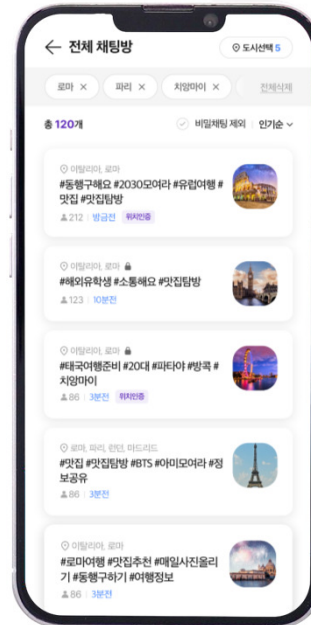 ← 전체 채팅방
도시선택 5
로마 ×
파리 ×
치앙마이 ×
전체삭제
총 120개
비밀채팅 제외
인기순
이탈리아, 로마
#동행구해요 #2030모여라 #유럽여행 #
맛집 #맛집탐방
212 | 방금전 위치인증
이탈리아, 로마
#해외유학생 #소통해요 #맛집탐방
123 | 10분전
이탈리아, 로마
#태국여행준비 #20대 #파타야 #방콕 #
치앙마이
86 | 3분전 위치인증
로마, 파리, 런던, 마드리드
#맛집 #맛집탐방 #BTS #아미모여라 #정
보공유
86 | 3분전
이탈리아, 로마
#로마여행 #맛집추천 #매일사진올리
기 #동행구하기 #여행정보
86 | 3분전